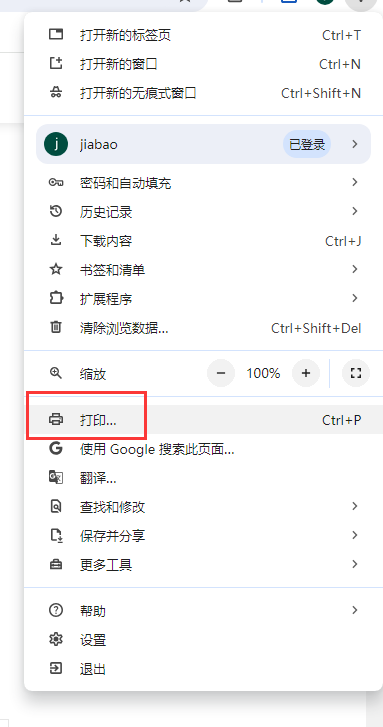 打开新的标签页 Ctrl+T
打开新的窗口 Ctrl+N
打开新的无痕式窗口 Ctrl+Shift+N
j jiabao 已登录
密码和自动填充
历史记录
下载内容 Ctrl+J
书签和清单
扩展程序
清除浏览数据... Ctrl+Shift+Del
缩放 − 100% +
打印... Ctrl+P
使用 Google 搜索此页面...
翻译...
查找和修改
保存并分享
更多工具
帮助
设置
退出